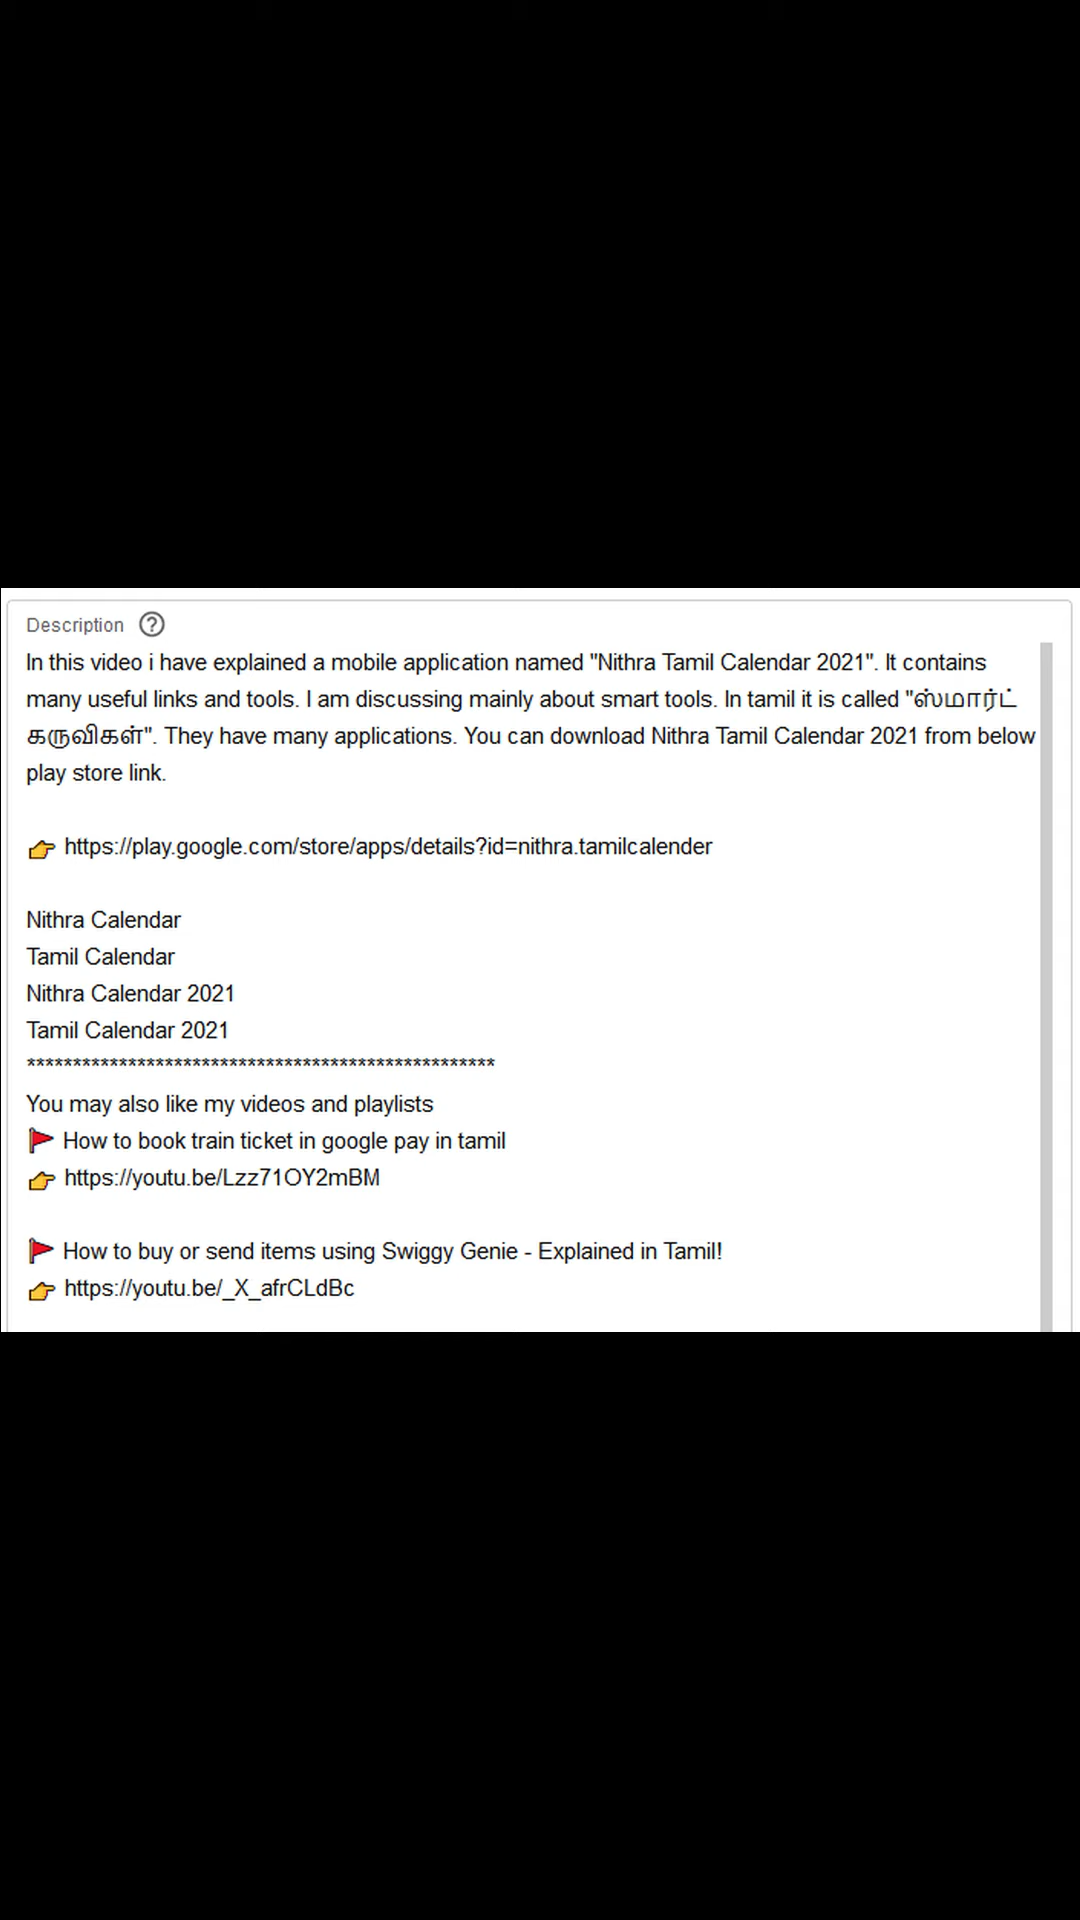 Description ?
In this video i have explained a mobile application named "Nithra Tamil Calendar 2021". It contains
many useful links and tools. I am discussing mainly about smart tools. In tamil it is called "ஸ்மார்ட்
கருவிகள்". They have many applications. You can download Nithra Tamil Calendar 2021 from below
play store link.
👉 https://play.google.com/store/apps/details?id=nithra.tamilcalender
Nithra Calendar
Tamil Calendar
Nithra Calendar 2021
Tamil Calendar 2021
***************************************************
You may also like my videos and playlists
🚩 How to book train ticket in google pay in tamil
👉 https://youtu.be/Lzz71OY2mBM
🚩 How to buy or send items using Swiggy Genie - Explained in Tamil!
👉 https://youtu.be/_X_afrCLdBc